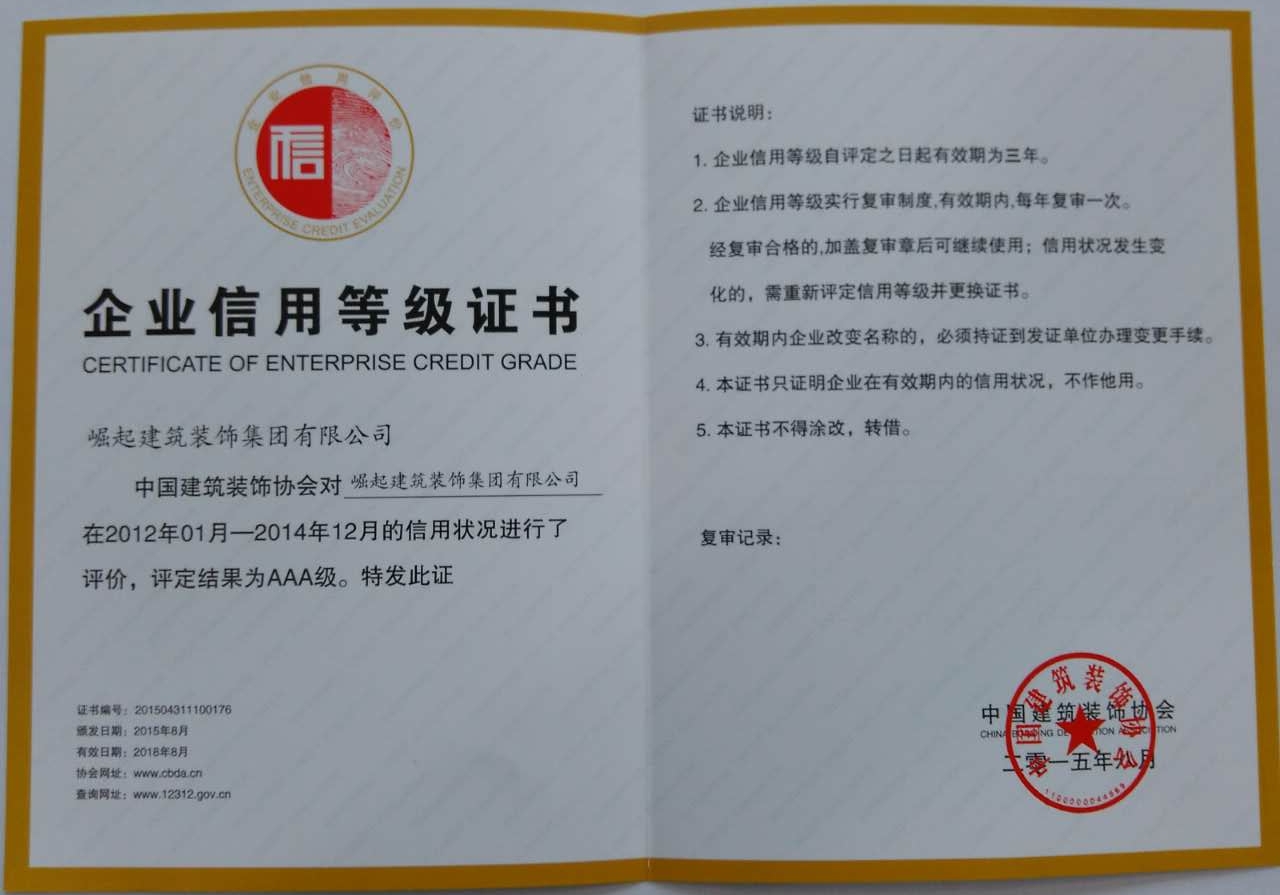 企业信用评价
信
ENTERPRISE CREDIT EVALUATION
企业信用等级证书
CERTIFICATE OF ENTERPRISE CREDIT GRADE
崛起建筑装饰集团有限公司
中国建筑装饰协会对 崛起建筑装饰集团有限公司
在2012年01月—2014年12月的信用状况进行了
评价，评定结果为AAA级。特发此证
证书编号：201504311100176
颁发日期：2015年8月
有效日期：2018年8月
协会网址：www.cbda.cn
查询网址：www.12312.gov.cn
证书说明：
1. 企业信用等级自评定之日起有效期为三年。
2. 企业信用等级实行复审制度,有效期内,每年复审一次。
经复审合格的,加盖复审章后可继续使用；信用状况发生变
化的，需重新评定信用等级并更换证书。
3. 有效期内企业改变名称的，必须持证到发证单位办理变更手续。
4. 本证书只证明企业在有效期内的信用状况，不作他用。
5. 本证书不得涂改，转借。
复审记录：
中国建筑装饰协会
CHINA BUILDING DECORATION ASSOCIATION
二零一五年八月
中国建筑装饰协会